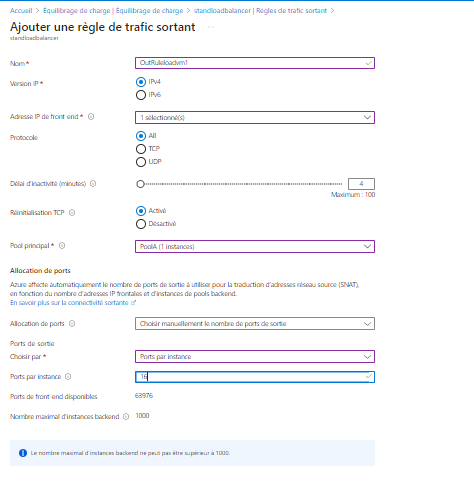 Accueil > Équilibrage de charge | Équilibrage de charge > standloadbalancer | Règles de trafic sortant >
Ajouter une règle de trafic sortant ...
standloadbalancer
Nom * OutRuleloadvm1
Version IP * IPv4
IPv6
Adresse IP de front end * 1 sélectionné(s)
Protocole All
TCP
UDP
Délai d'inactivité (minutes) 4
Maximum : 100
Réinitialisation TCP Activé
Désactivé
Pool principal * PoolA (1 instances)
Allocation de ports
Azure affecte automatiquement le nombre de ports de sortie à utiliser pour la traduction d'adresses réseau source (SNAT),
en fonction du nombre d'adresses IP frontales et d'instances de pools backend.
En savoir plus sur la connectivité sortante
Allocation de ports Choisir manuellement le nombre de ports de sortie
Ports de sortie
Choisir par * Ports par instance
Ports par instance 16
Ports de front-end disponibles 63976
Nombre maximal d'instances backend 1000
Le nombre maximal d'instances backend ne peut pas être supérieur à 1000.